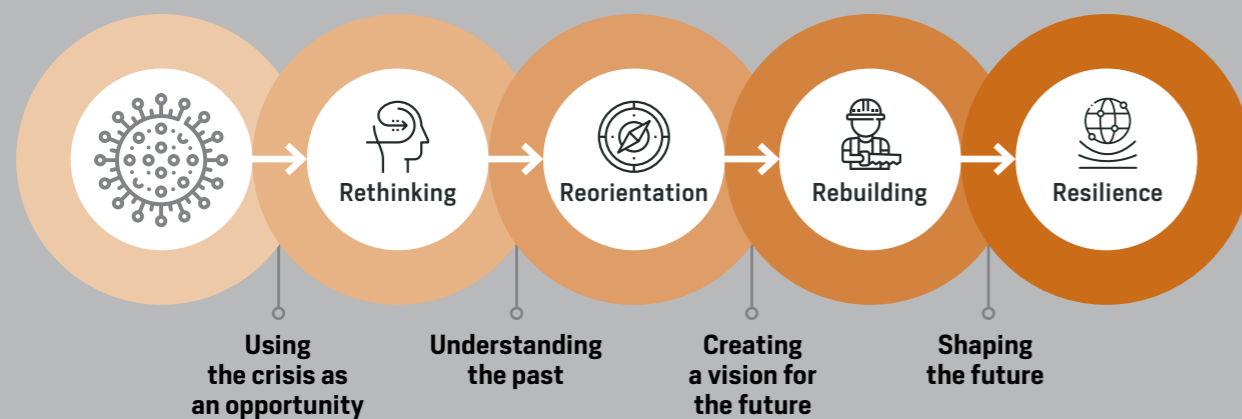 Rethinking
Reorientation
Rebuilding
Resilience
Using
the crisis as
an opportunity
Understanding
the past
Creating
a vision for
the future
Shaping
the future